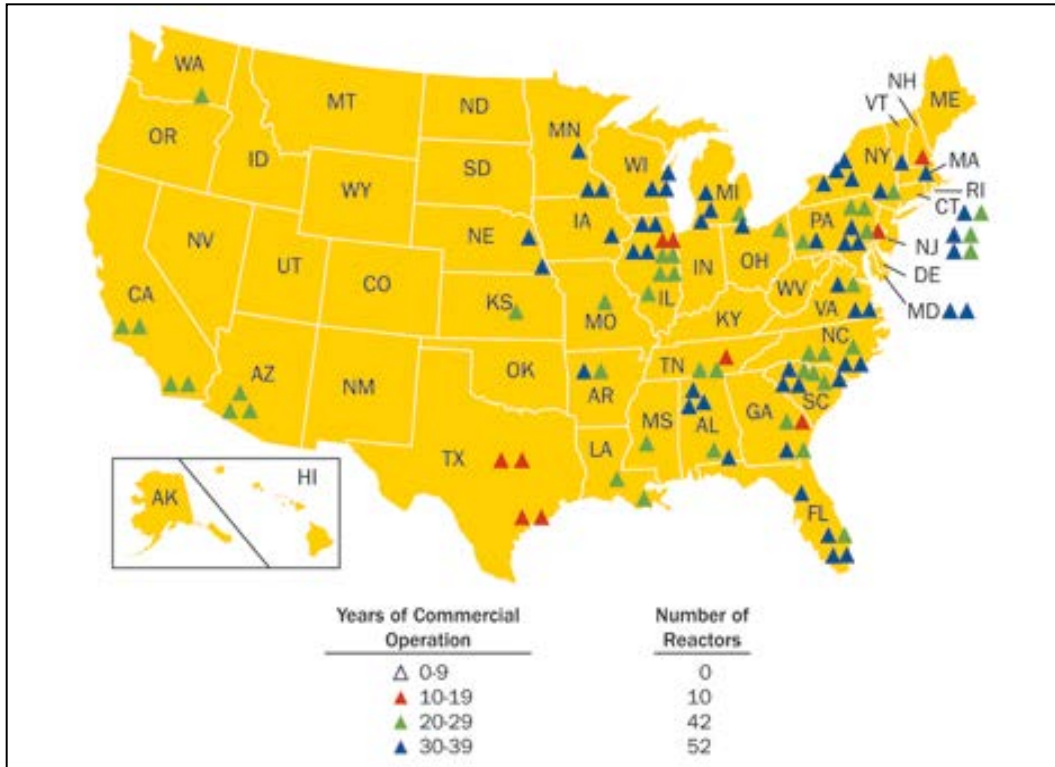 WA
MT
ND
MN
OR
ID
WY
SD
WI
MI
NY
VT
NH
ME
MA
RI
CT
NJ
DE
MD
PA
NV
UT
CO
NE
IA
IL
IN
OH
WV
VA
CA
KS
MO
KY
NC
TN
AZ
NM
OK
AR
SC
MS
AL
GA
TX
LA
FL
AK
HI
Years of Commercial Operation
Number of Reactors
0-9 0
10-19 10
20-29 42
30-39 52